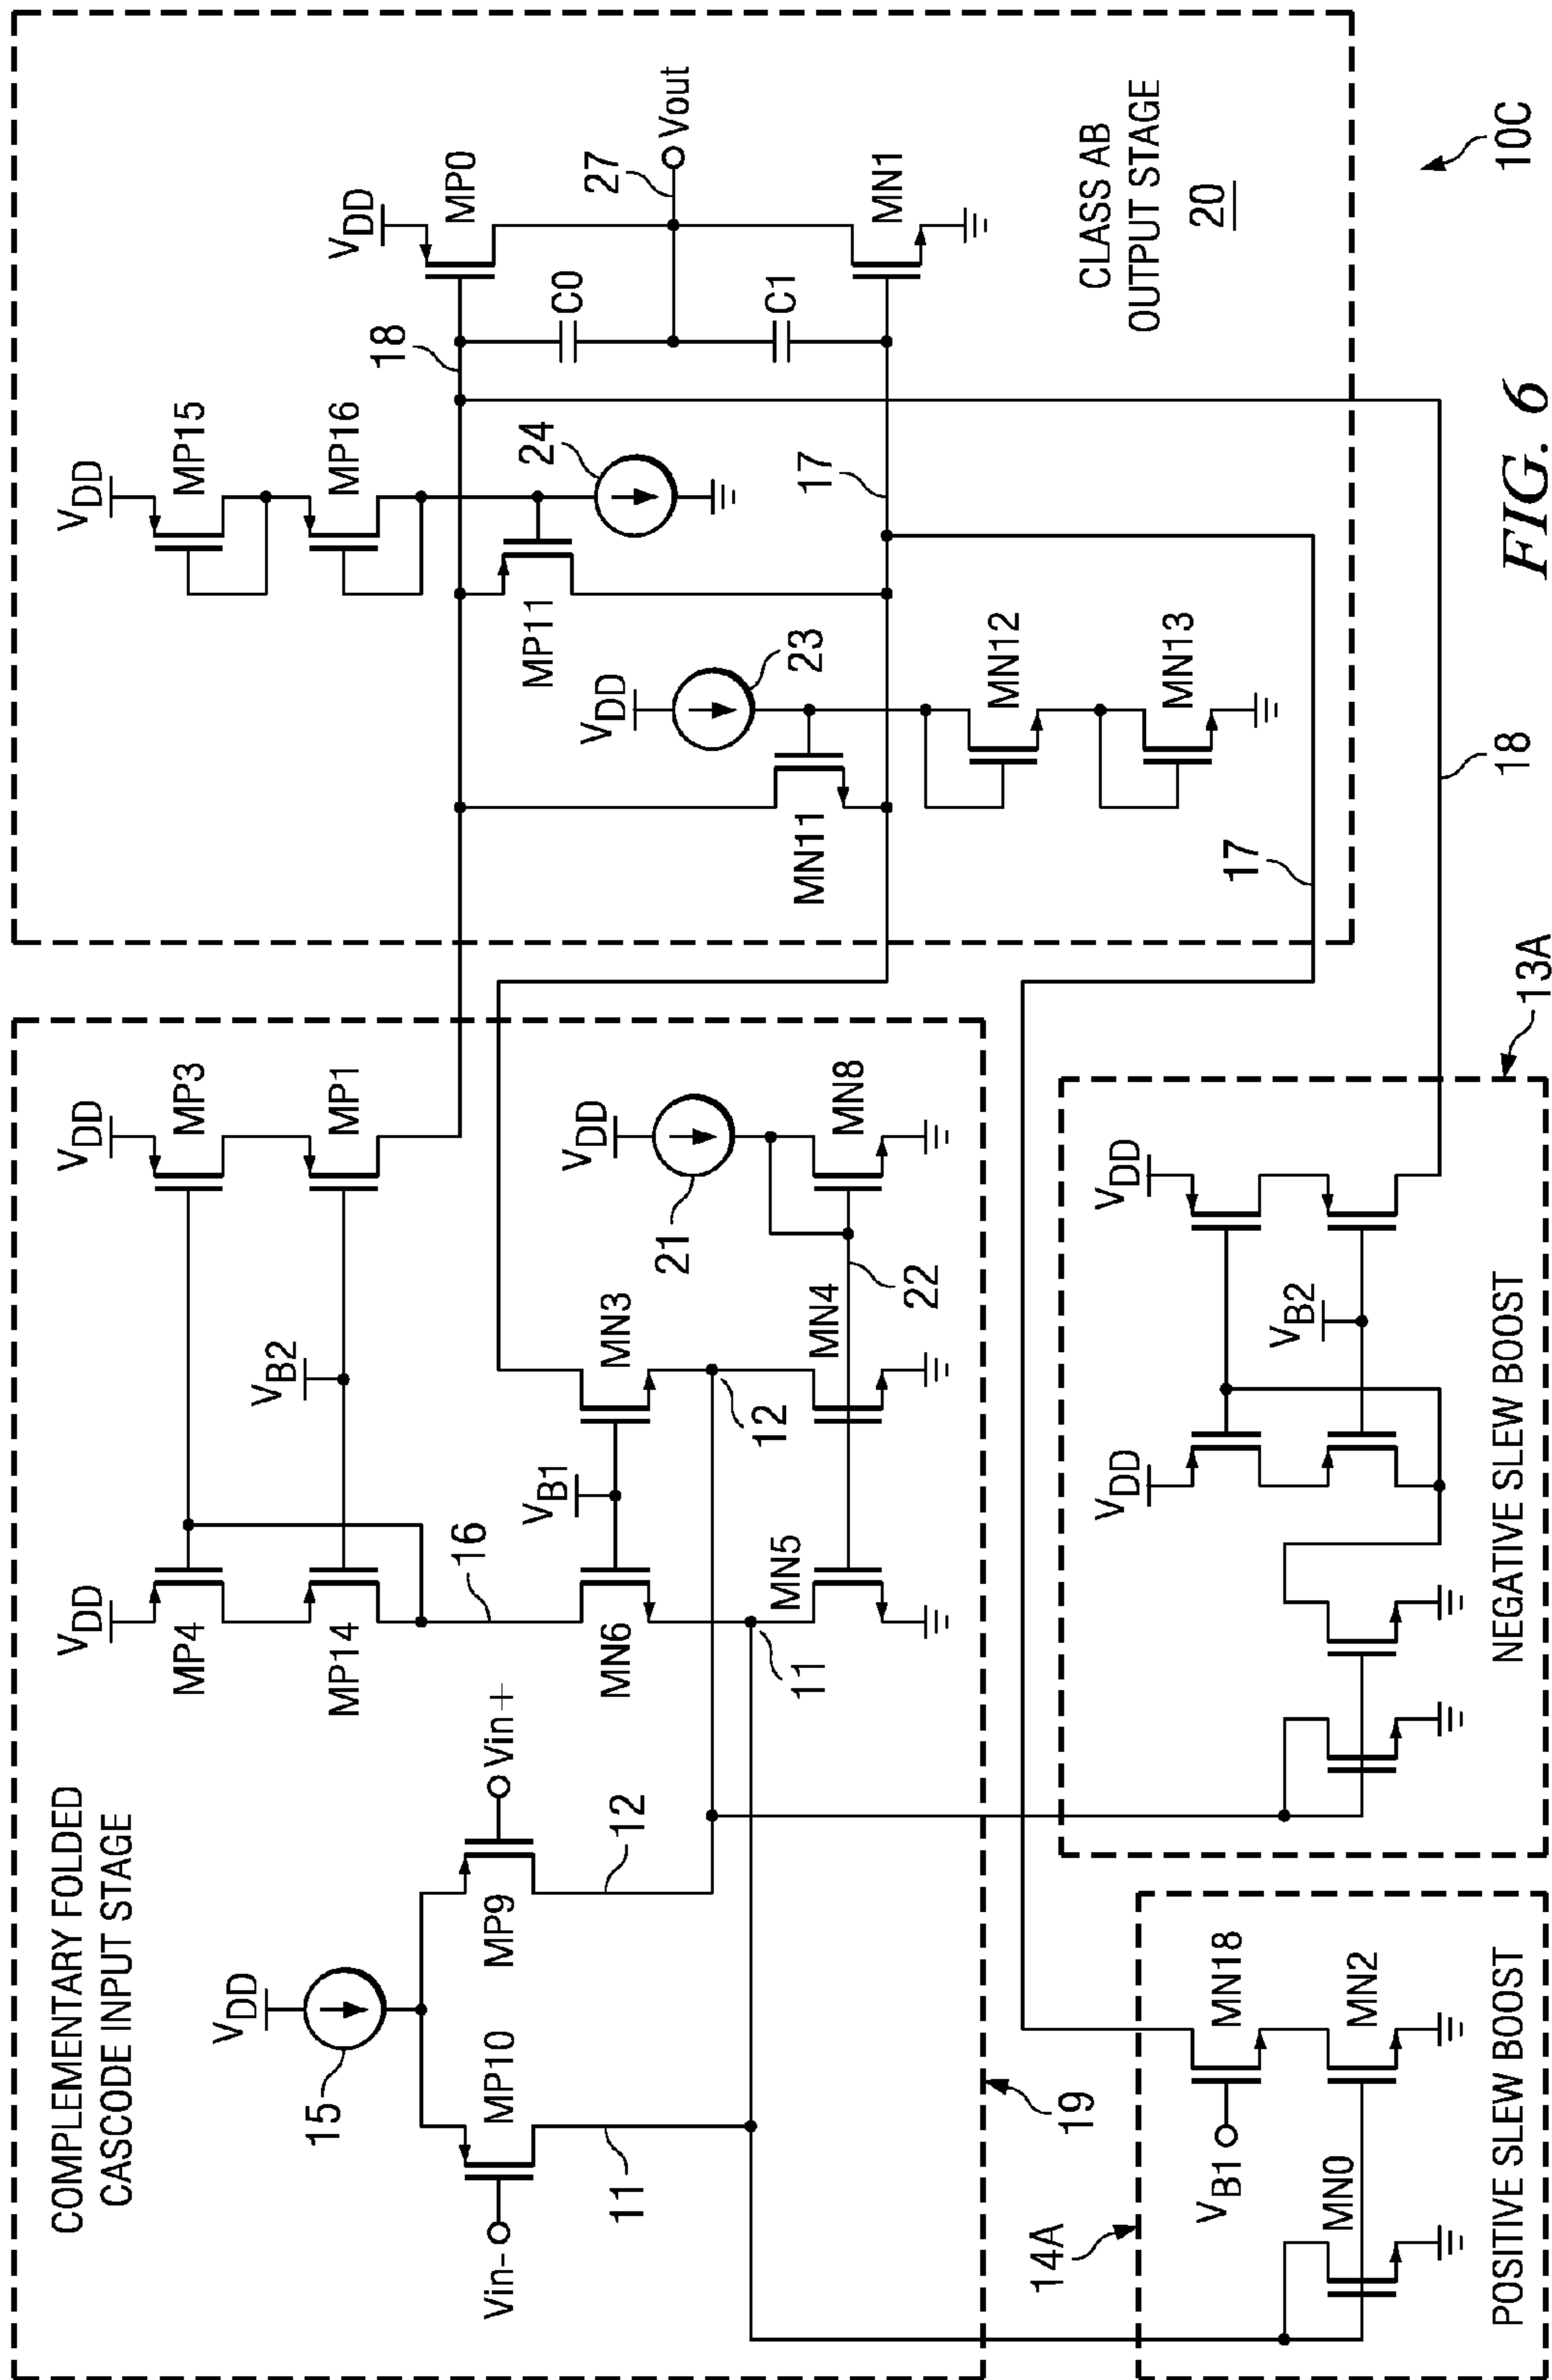 COMPLEMENTARY FOLDED
CASCODE INPUT STAGE
VDD
15
MP10
MP9
Vin-
Vin+
11
12
VDD
MP4
MP14
16
VB2
VDD
MP3
MP1
MN6
VB1
MN3
11
MN5
12
MN4
22
21
VDD
MN8
19
VDD
MP15
MP16
24
MP11
18
VDD
MP0
C0
27
Vout
C1
MN1
17
VDD
23
MN11
MN12
MN13
CLASS AB
OUTPUT STAGE
20
17
18
10C
14A
VB1
MN18
MN0
MN2
POSITIVE SLEW BOOST
VDD
VDD
VB2
NEGATIVE SLEW BOOST
13A
FIG. 6